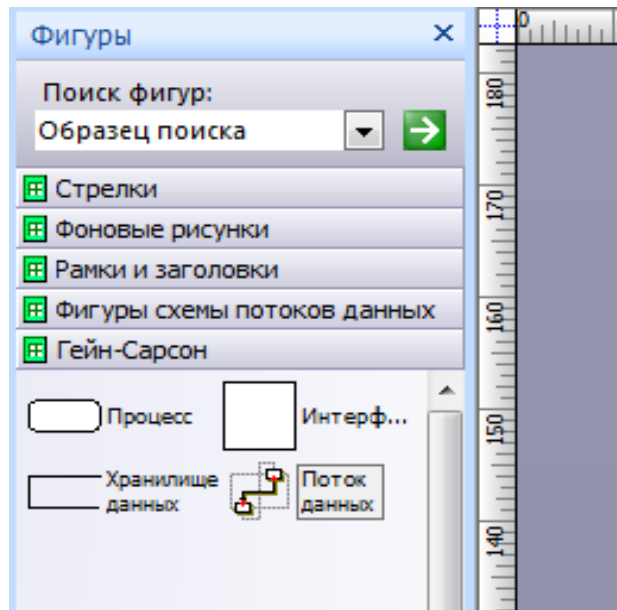 Фигуры
Поиск фигур:
Образец поиска
Стрелки
Фоновые рисунки
Рамки и заголовки
Фигуры схемы потоков данных
Гейн-Сарсон
Процесс
Интерф...
Хранилище
данных
Поток
данных
0
180
170
160
150
140